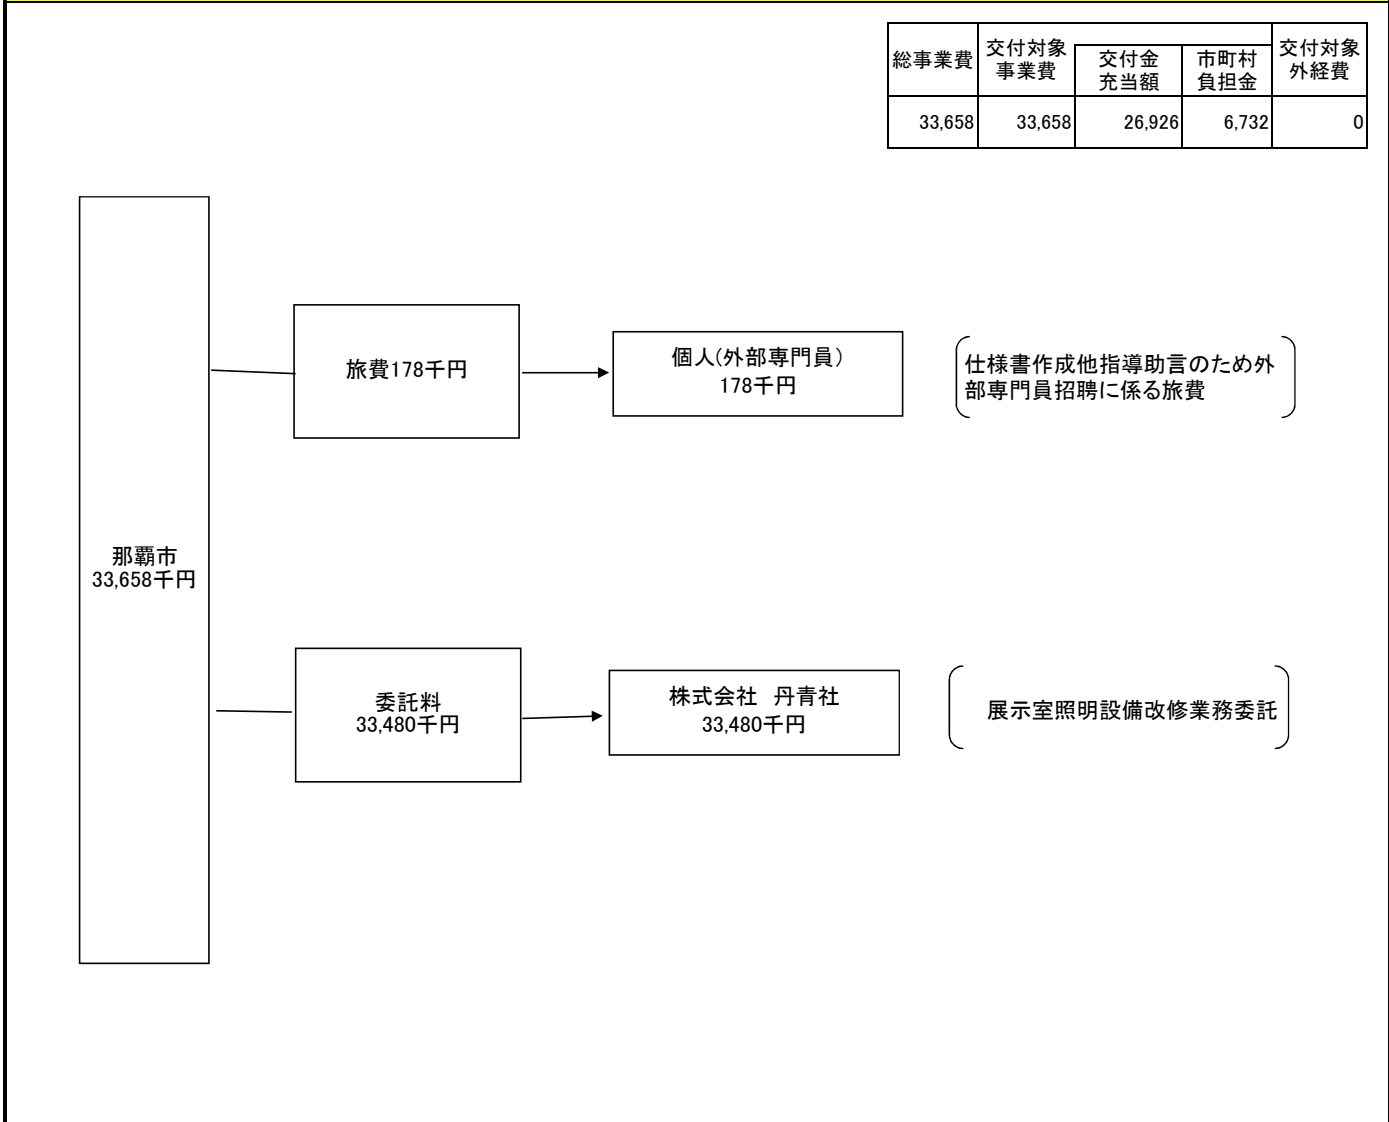 総事業費
交付対象
事業費
交付金
充当額
市町村
負担金
交付対象
外経費
33,658
33,658
26,926
6,732
0
旅費178千円
個人(外部専門員)
178千円
仕様書作成他指導助言のため外
部専門員招聘に係る旅費
那覇市
33,658千円
委託料
33,480千円
株式会社　丹青社
33,480千円
展示室照明設備改修業務委託